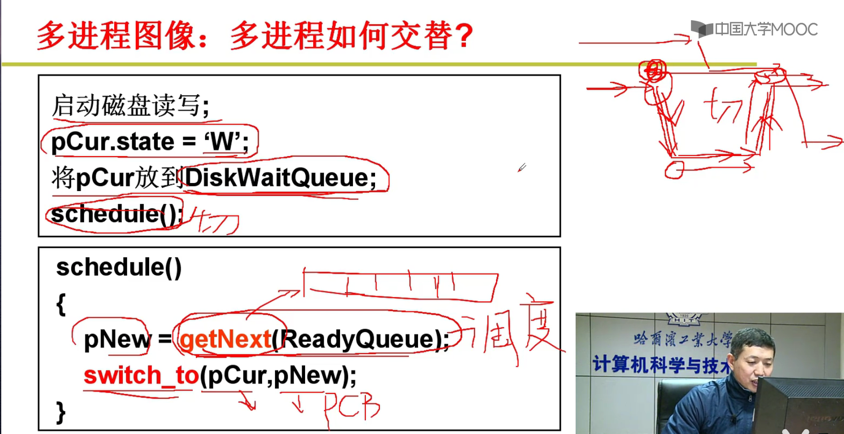 多进程图像：多进程如何交替?
中国大学MOOC
启动磁盘读写;
pCur.state = ‘W’;
将pCur放到DiskWaitQueue;
schedule();
切
切
schedule()
{
pNew = getNext(ReadyQueue);
调度
switch_to(pCur,pNew);
PCB
}
哈尔滨工业大学
计算机科学与技